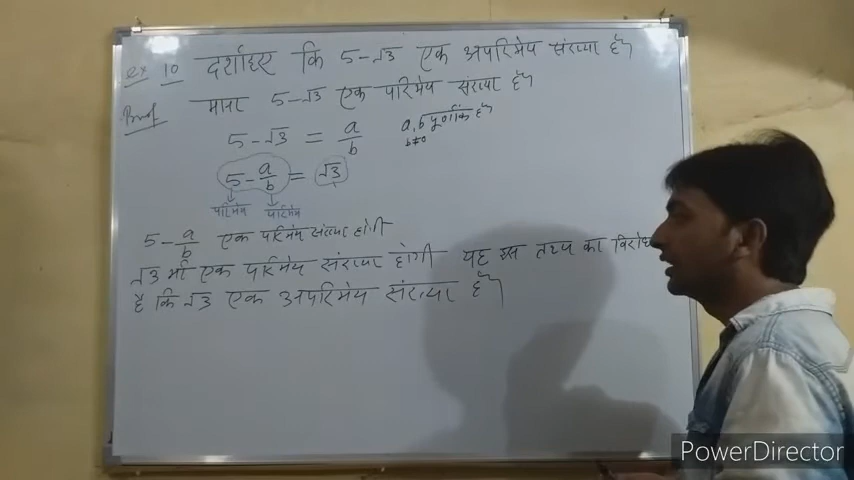 ex 10 दर्शाइए कि 5-√3 एक अपरिमेय संख्या है
Proof माना 5-√3 एक परिमेय संख्या है
5-√3 = a/b a, b पूर्णांक है
b≠0
5-a/b = √3
परिमेय परिमेय
5-a/b एक परिमेय संख्या होगी
√3 भी एक परिमेय संख्या होगी यह इस तथ्य का विरोध
है कि √3 एक अपरिमेय संख्या है
PowerDirector